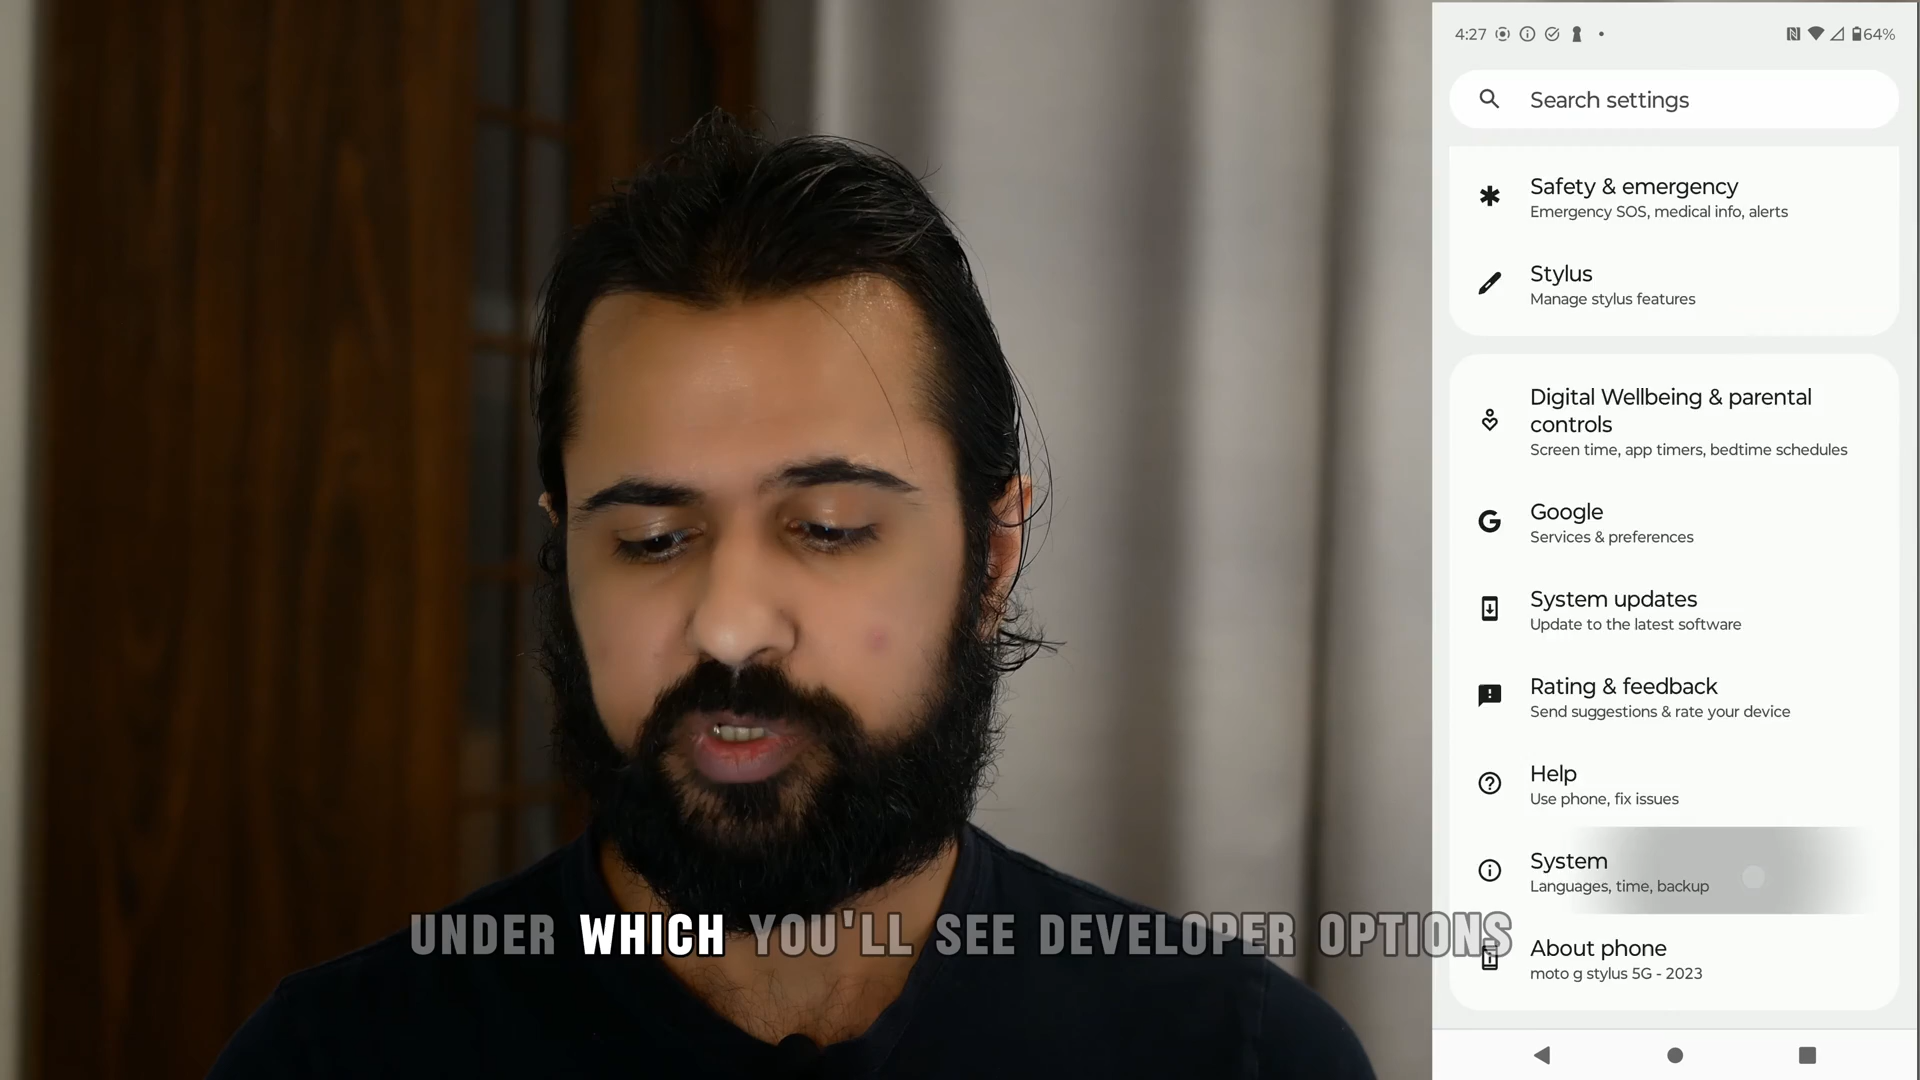 4:27
64%
Search settings
Safety & emergency
Emergency SOS, medical info, alerts
Stylus
Manage stylus features
Digital Wellbeing & parental
controls
Screen time, app timers, bedtime schedules
Google
Services & preferences
System updates
Update to the latest software
Rating & feedback
Send suggestions & rate your device
Help
Use phone, fix issues
System
Languages, time, backup
UNDER WHICH YOU'LL SEE DEVELOPER OPTIONS
About phone
moto g stylus 5G - 2023